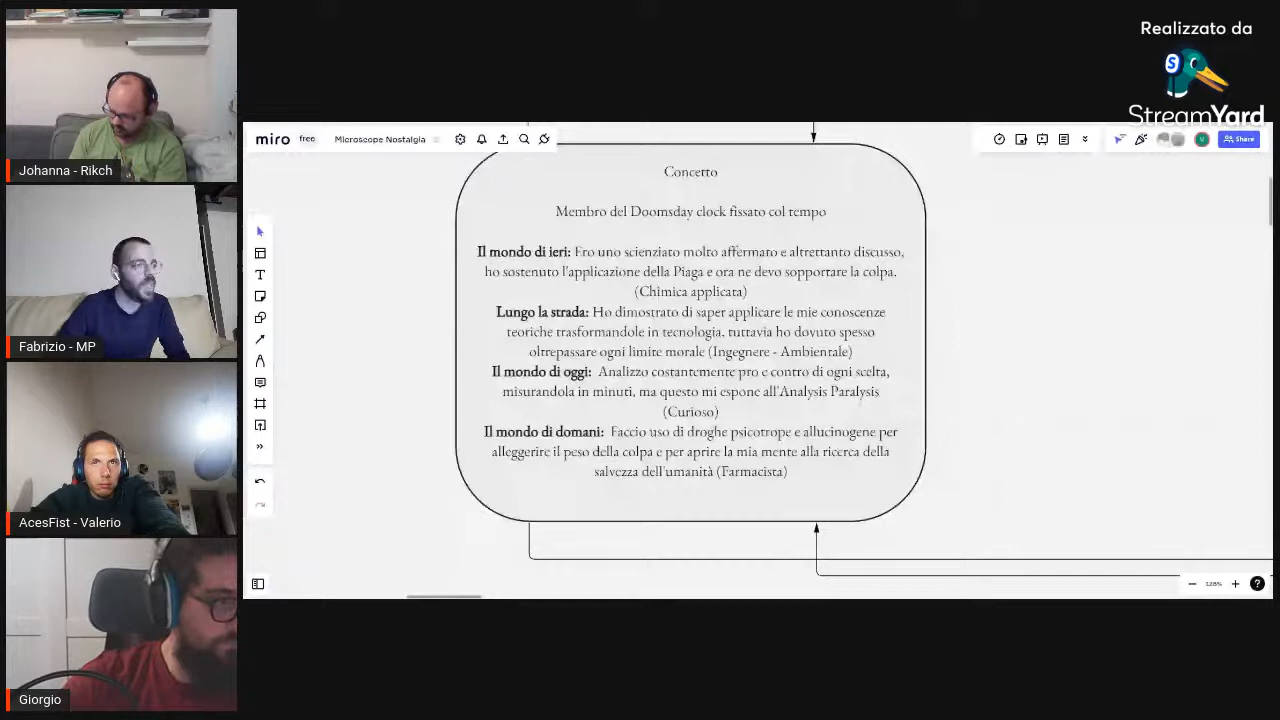 Realizzato da
S
StreamYard
miro free Microscope Nostalgia
Share
Concetto
Membro del Doomsday clock fissato col tempo
Il mondo di ieri: Ero uno scienziato molto affermato e altrettanto discusso,
ho sostenuto l'applicazione della Piaga e ora ne devo sopportare la colpa.
(Chimica applicata)
Lungo la strada: Ho dimostrato di saper applicare le mie conoscenze
teoriche trasformandole in tecnologia. tuttavia ho dovuto spesso
oltrepassare ogni limite morale (Ingegnere - Ambientale)
Il mondo di oggi: Analizzo costantemente pro e contro di ogni scelta,
misurandola in minuti, ma questo mi espone all'Analysis Paralysis
(Curioso)
Il mondo di domani: Faccio uso di droghe psicotrope e allucinogene per
alleggerire il peso della colpa e per aprire la mia mente alla ricerca della
salvezza dell'umanità (Farmacista)
128%
Johanna - Rikch
Fabrizio - MP
AcesFist - Valerio
Giorgio